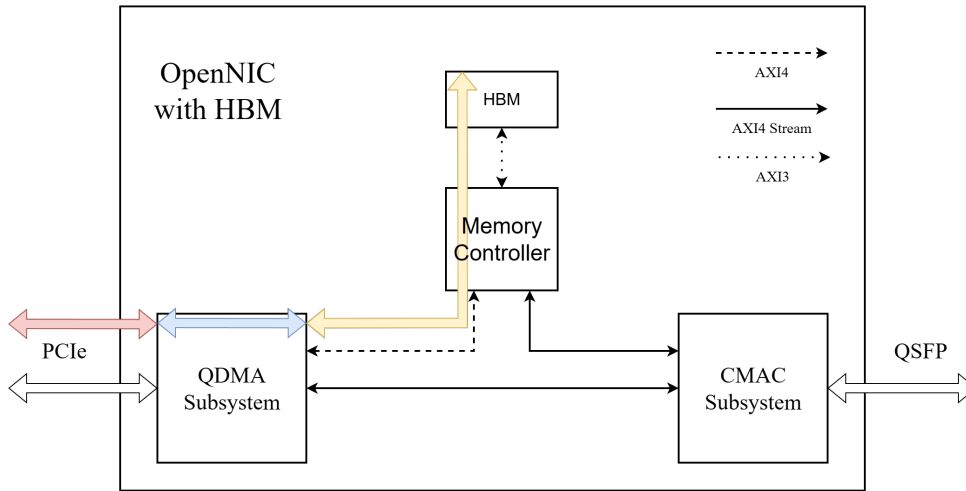 OpenNIC
with HBM
HBM
AXI4
AXI4 Stream
AXI3
Memory
Controller
PCIe
QDMA
Subsystem
CMAC
Subsystem
QSFP